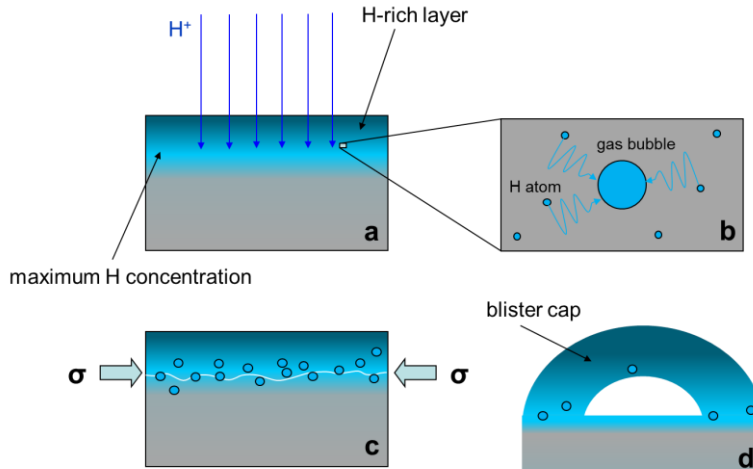 H-rich layer
H⁺
a
maximum H concentration
gas bubble
H atom
b
σ
σ
c
blister cap
d